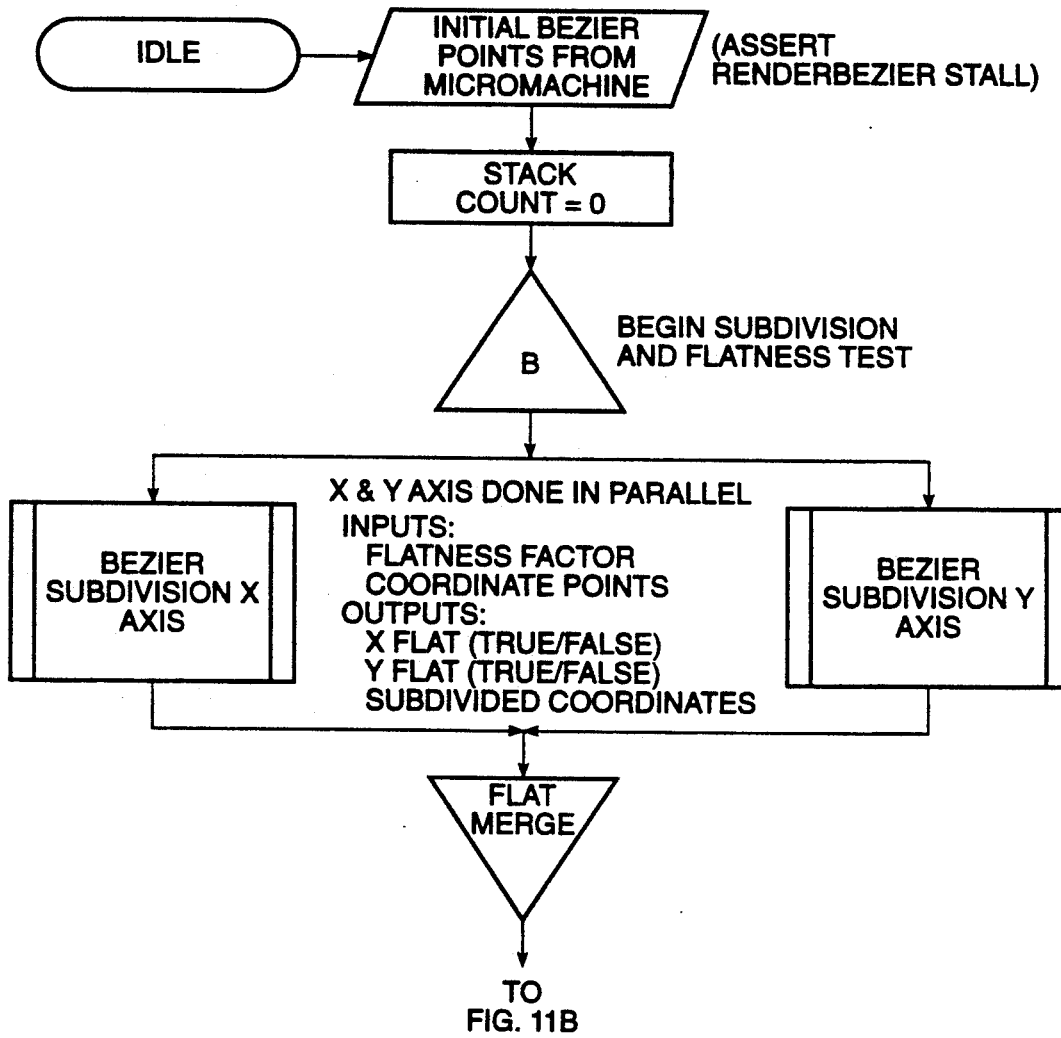 IDLE
INITIAL BEZIER
POINTS FROM
MICROMACHINE
(ASSERT
RENDERBEZIER STALL)
STACK
COUNT = 0
B
BEGIN SUBDIVISION
AND FLATNESS TEST
BEZIER
SUBDIVISION X
AXIS
X & Y AXIS DONE IN PARALLEL
INPUTS:
FLATNESS FACTOR
COORDINATE POINTS
OUTPUTS:
X FLAT (TRUE/FALSE)
Y FLAT (TRUE/FALSE)
SUBDIVIDED COORDINATES
BEZIER
SUBDIVISION Y
AXIS
FLAT
MERGE
TO
FIG. 11B